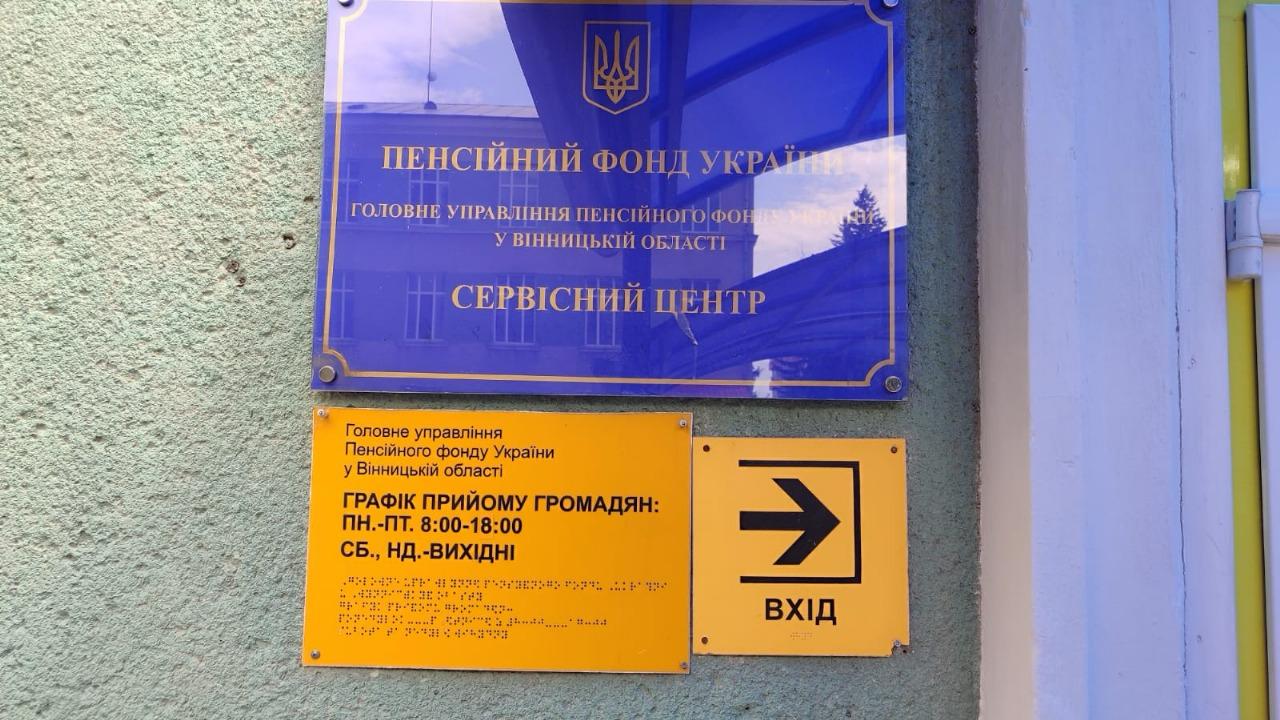 ПЕНСІЙНИЙ ФОНД УКРАЇНИ
ГОЛОВНЕ УПРАВЛІННЯ ПЕНСІЙНОГО ФОНДУ УКРАЇНИ
У ВІННИЦЬКІЙ ОБЛАСТІ
СЕРВІСНИЙ ЦЕНТР
Головне управління
Пенсійного фонду України
у Вінницькій області
ГРАФІК ПРИЙОМУ ГРОМАДЯН:
ПН.-ПТ. 8:00-18:00
СБ., НД.-ВИХІДНІ
ВХІД